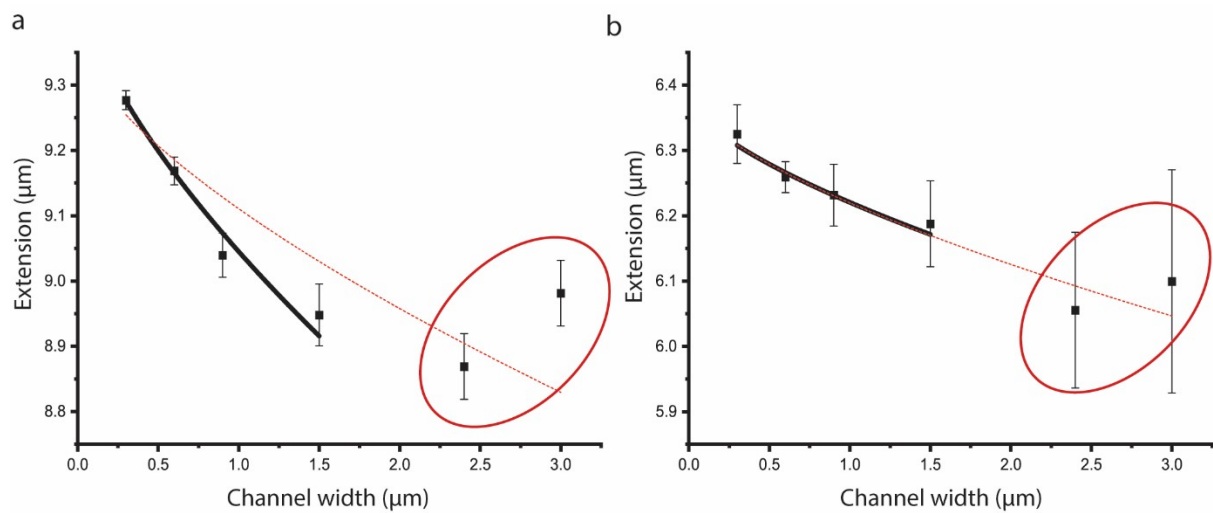 a
Extension (μm)
9.3
9.2
9.1
9.0
8.9
8.8
0.0 0.5 1.0 1.5 2.0 2.5 3.0
Channel width (μm)
b
Extension (μm)
6.4
6.3
6.2
6.1
6.0
5.9
0.0 0.5 1.0 1.5 2.0 2.5 3.0
Channel width (μm)